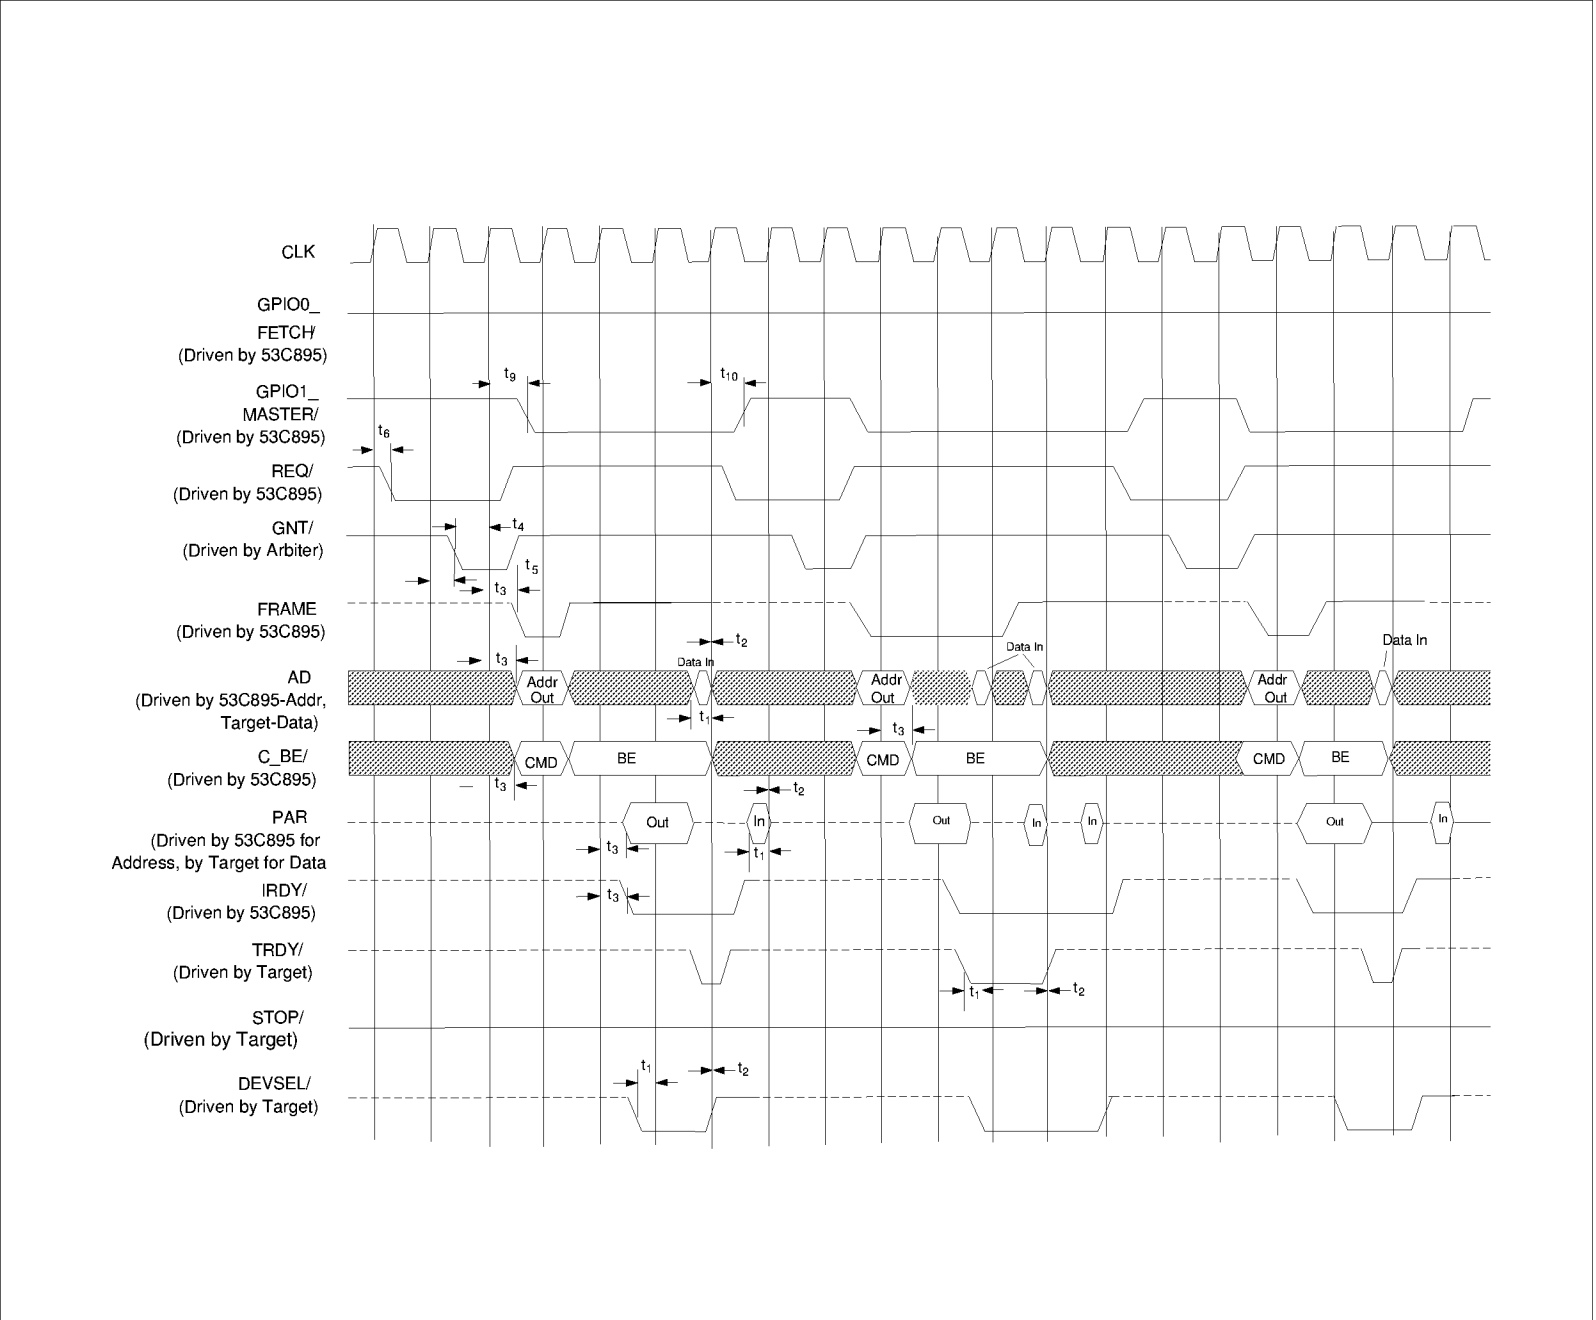 CLK
GPIO0_
FETCH/
(Driven by 53C895)
t9
t10
GPIO1_
MASTER/
(Driven by 53C895)
t6
REQ/
(Driven by 53C895)
GNT/
(Driven by Arbiter)
t4
t5
t3
FRAME
(Driven by 53C895)
t2
Data In
Data In
t3
Data In
AD
(Driven by 53C895-Addr,
Target-Data)
Addr
Out
Addr
Out
Addr
Out
t1
t3
C_BE/
(Driven by 53C895)
CMD
BE
CMD
BE
CMD
BE
t3
t2
PAR
(Driven by 53C895 for
Address, by Target for Data
Out
In
Out
In
In
Out
In
t3
t1
IRDY/
(Driven by 53C895)
t3
TRDY/
(Driven by Target)
t1
t2
STOP/
(Driven by Target)
t1
t2
DEVSEL/
(Driven by Target)